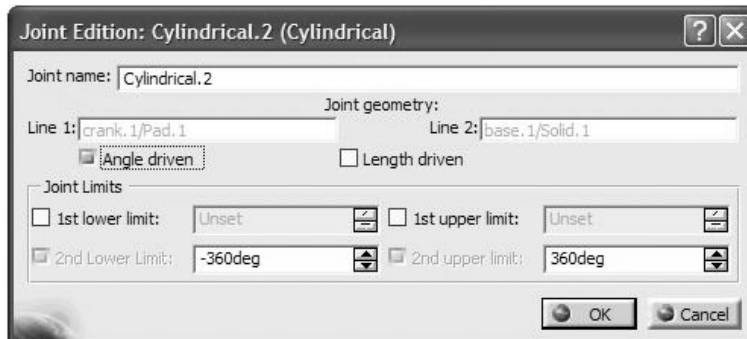 Joint Edition: Cylindrical.2 (Cylindrical)
Joint name: Cylindrical.2
Joint geometry:
Line 1: crank.1/Pad.1 Line 2: base.1/Solid.1
Angle driven Length driven
Joint Limits
1st lower limit: Unset 1st upper limit: Unset
2nd Lower Limit: -360deg 2nd upper limit: 360deg
OK Cancel